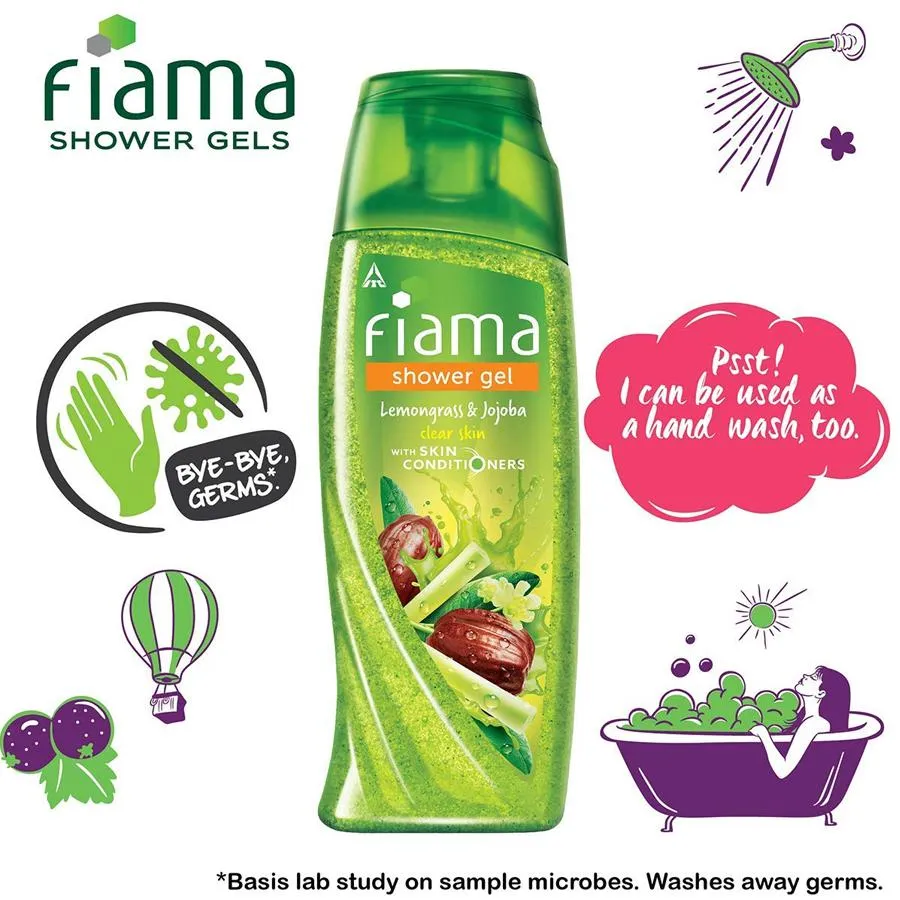 fiama
SHOWER GELS
ITC
fiama
shower gel
Lemongrass & Jojoba
clear skin
WITH SKIN
CONDITIONERS
BYE-BYE,
GERMS*.
Psst!
I can be used as
a hand wash, too.
*Basis lab study on sample microbes. Washes away germs.